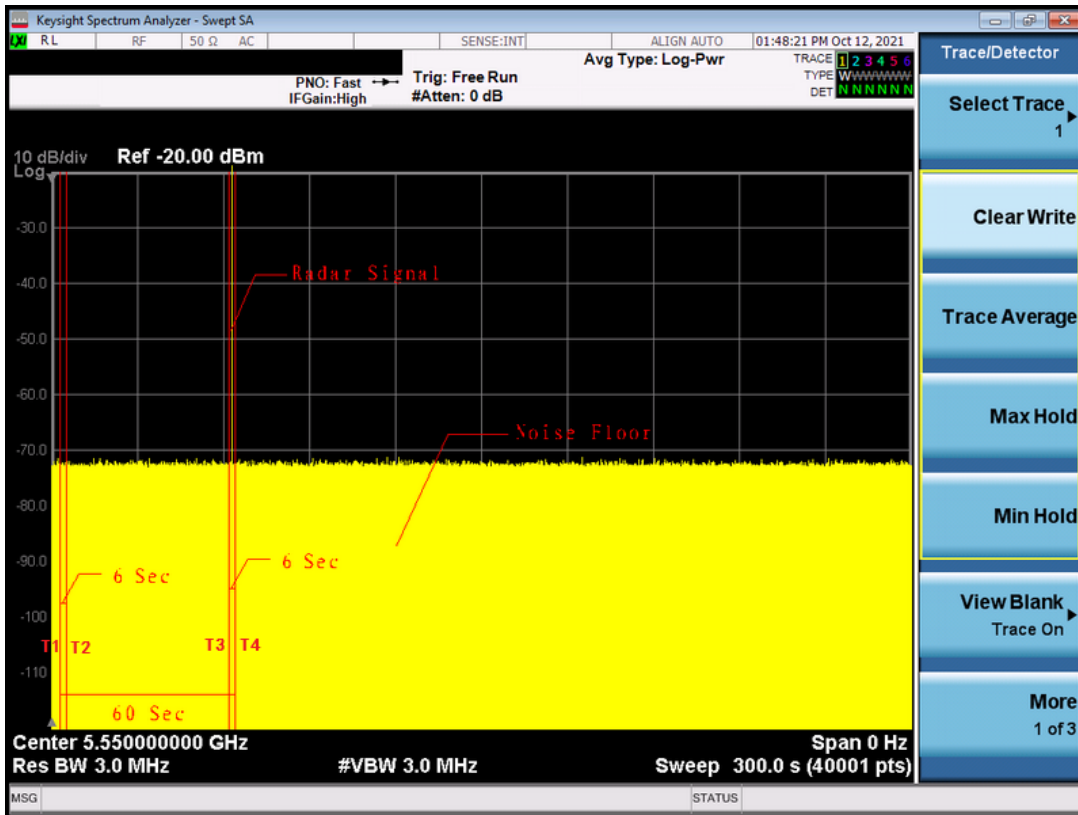 Keysight Spectrum Analyzer - Swept SA
LXI RL RF 50 Ω AC SENSE:INT ALIGN AUTO 01:48:21 PM Oct 12, 2021
Avg Type: Log-Pwr
TRACE 1 2 3 4 5 6
PNO: Fast Trig: Free Run
TYPE WWWWWW
IFGain:High #Atten: 0 dB
DET N N N N N N
10 dB/div Ref -20.00 dBm
Log
-30.0
-40.0
-50.0
-60.0
-70.0
-80.0
-90.0
-100
-110
Radar Signal
Noise Floor
6 Sec
6 Sec
T1 T2 T3 T4
60 Sec
Center 5.550000000 GHz Span 0 Hz
Res BW 3.0 MHz #VBW 3.0 MHz Sweep 300.0 s (40001 pts)
MSG STATUS
Trace/Detector
Select Trace
1
Clear Write
Trace Average
Max Hold
Min Hold
View Blank
Trace On
More
1 of 3